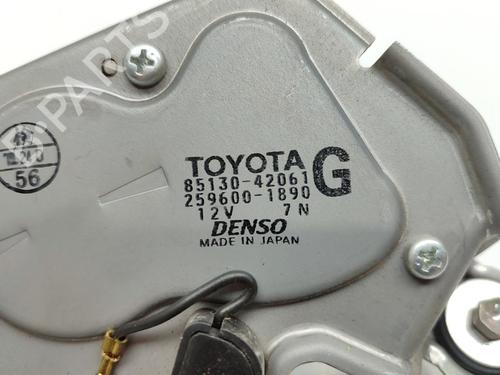 TOYOTA G
85130-42061
259600-1890
12V 7N
DENSO
MADE IN JAPAN
56